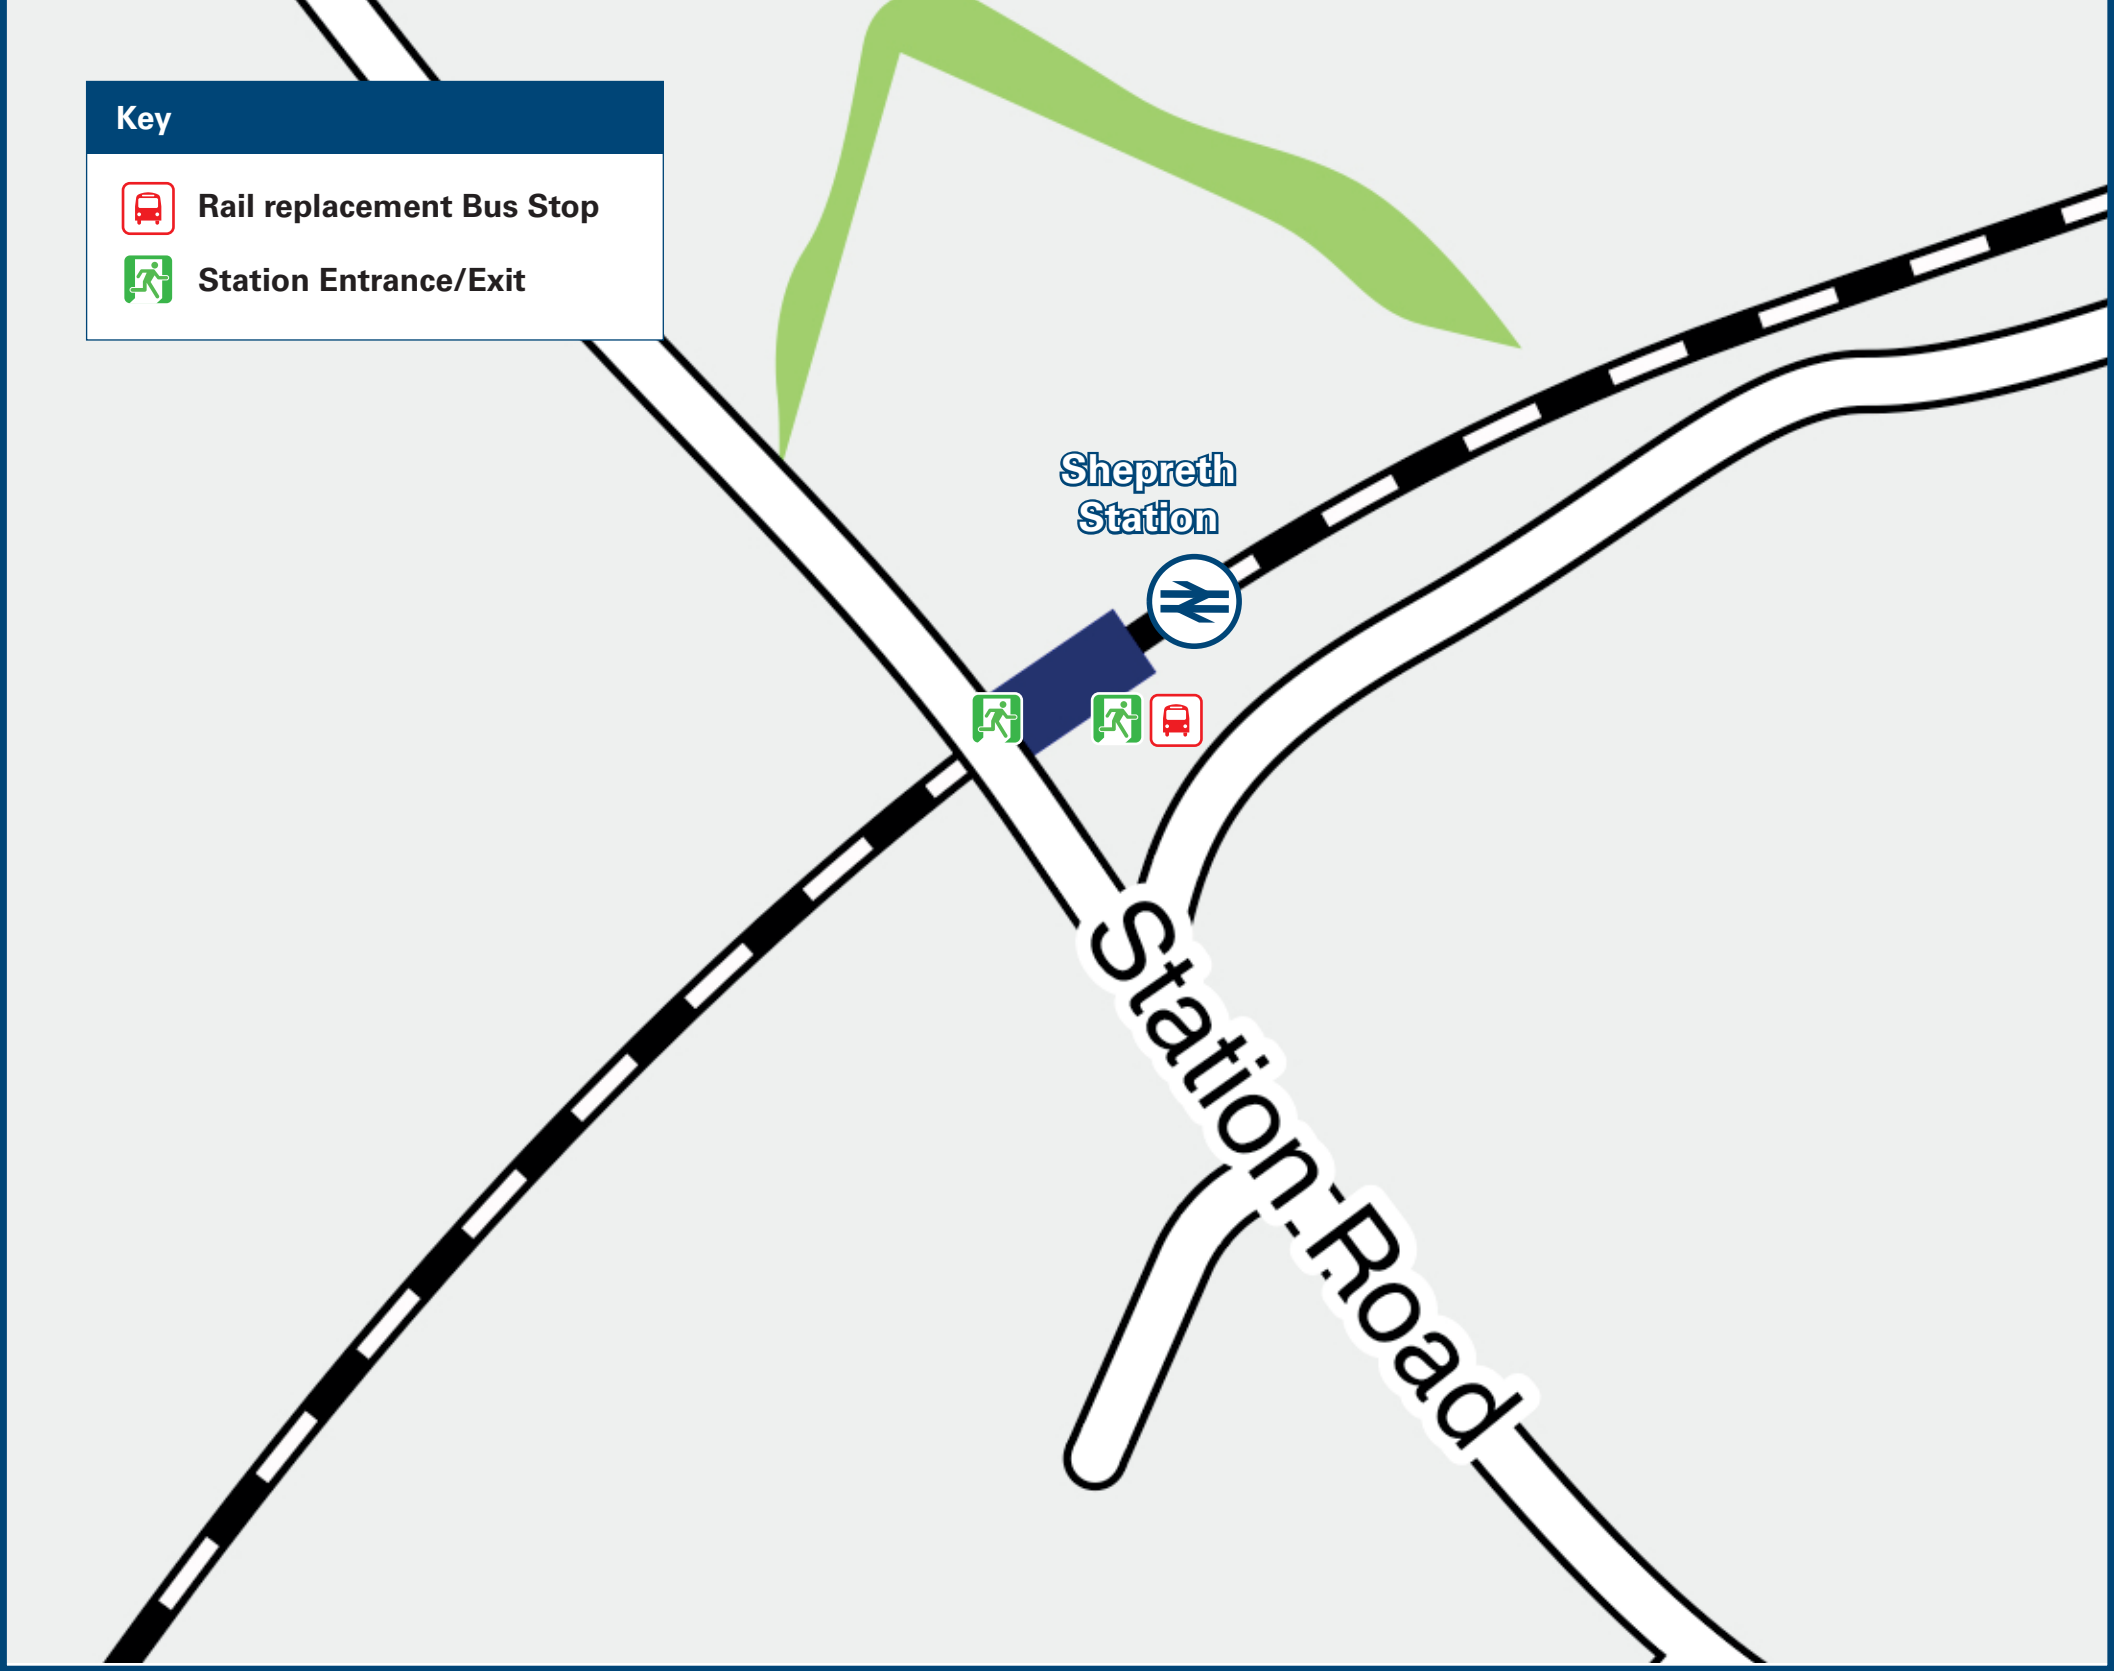 Key
Rail replacement Bus Stop
Station Entrance/Exit
Shepreth
Station
Station Road